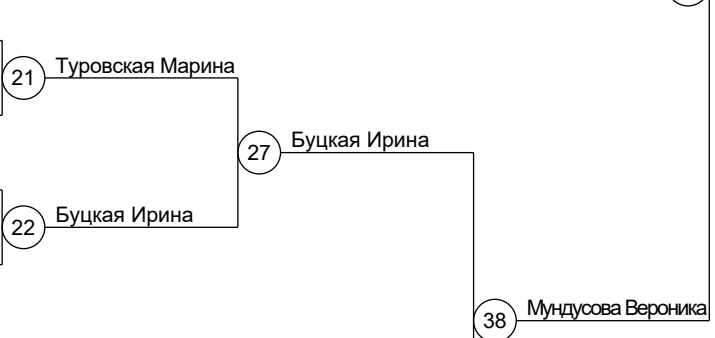 21 Туровская Марина
27 Буцкая Ирина
22 Буцкая Ирина
38 Мундусова Вероника